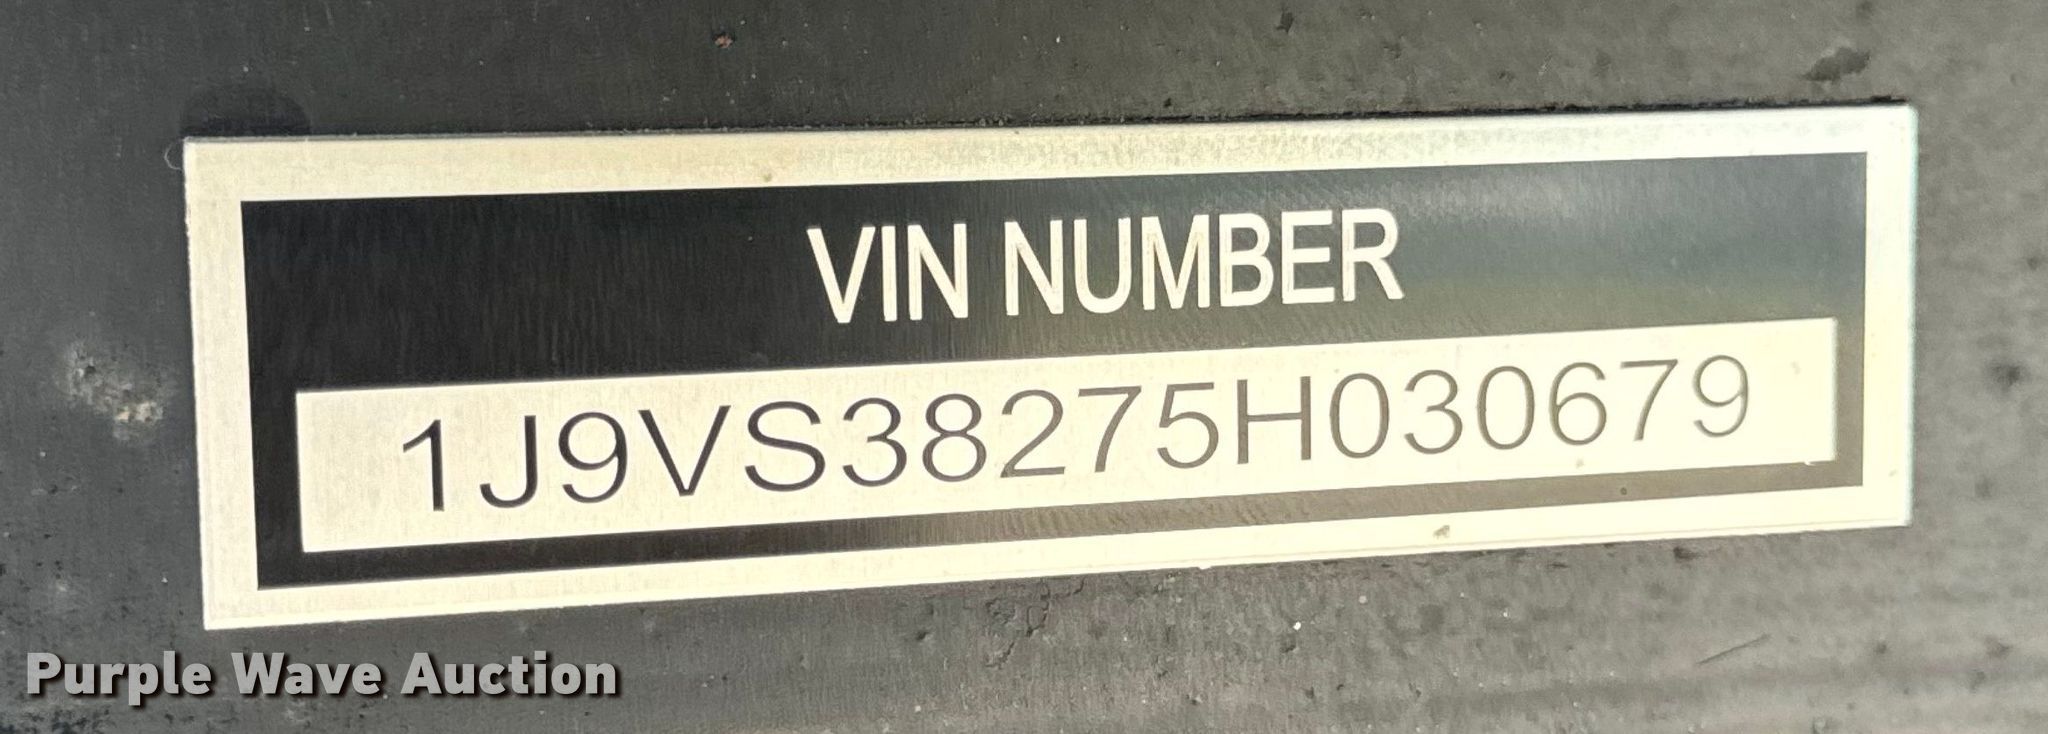 VIN NUMBER
1J9VS38275H030679
Purple Wave Auction